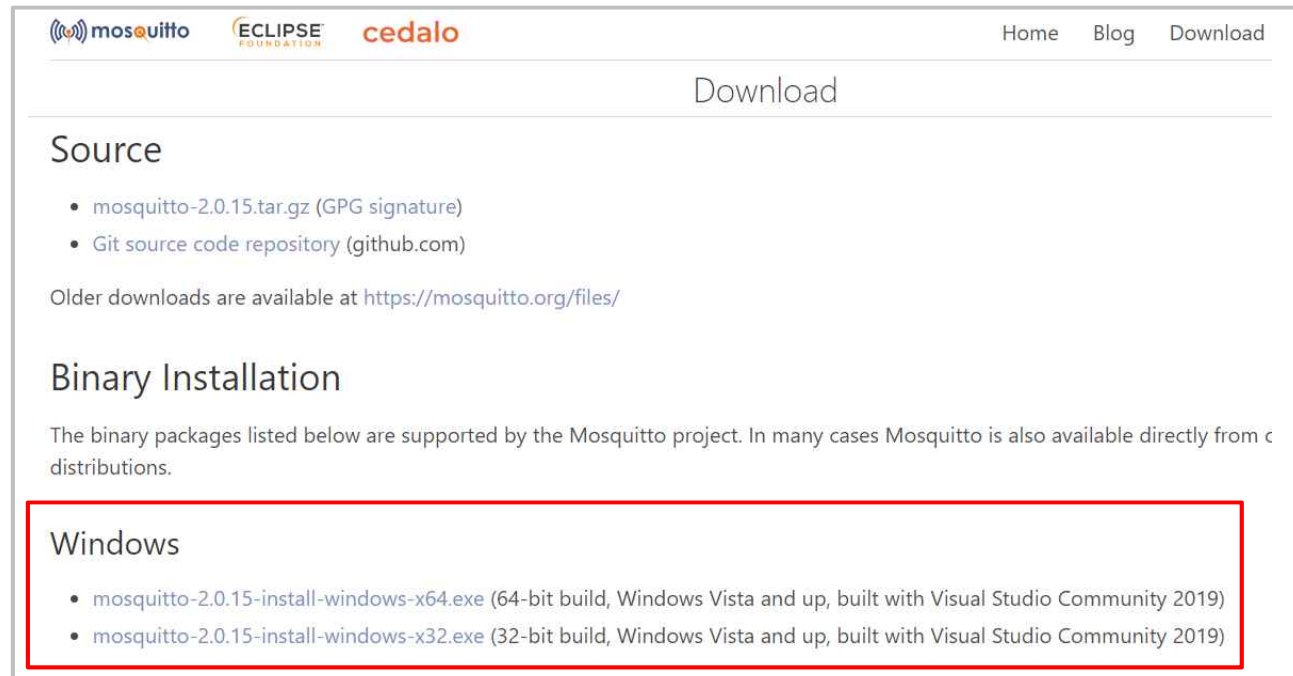 mosquitto ECLIPSE FOUNDATION cedalo Home Blog Download
Download
Source
• mosquitto-2.0.15.tar.gz (GPG signature)
• Git source code repository (github.com)
Older downloads are available at https://mosquitto.org/files/
Binary Installation
The binary packages listed below are supported by the Mosquitto project. In many cases Mosquitto is also available directly from
distributions.
Windows
• mosquitto-2.0.15-install-windows-x64.exe (64-bit build, Windows Vista and up, built with Visual Studio Community 2019)
• mosquitto-2.0.15-install-windows-x32.exe (32-bit build, Windows Vista and up, built with Visual Studio Community 2019)